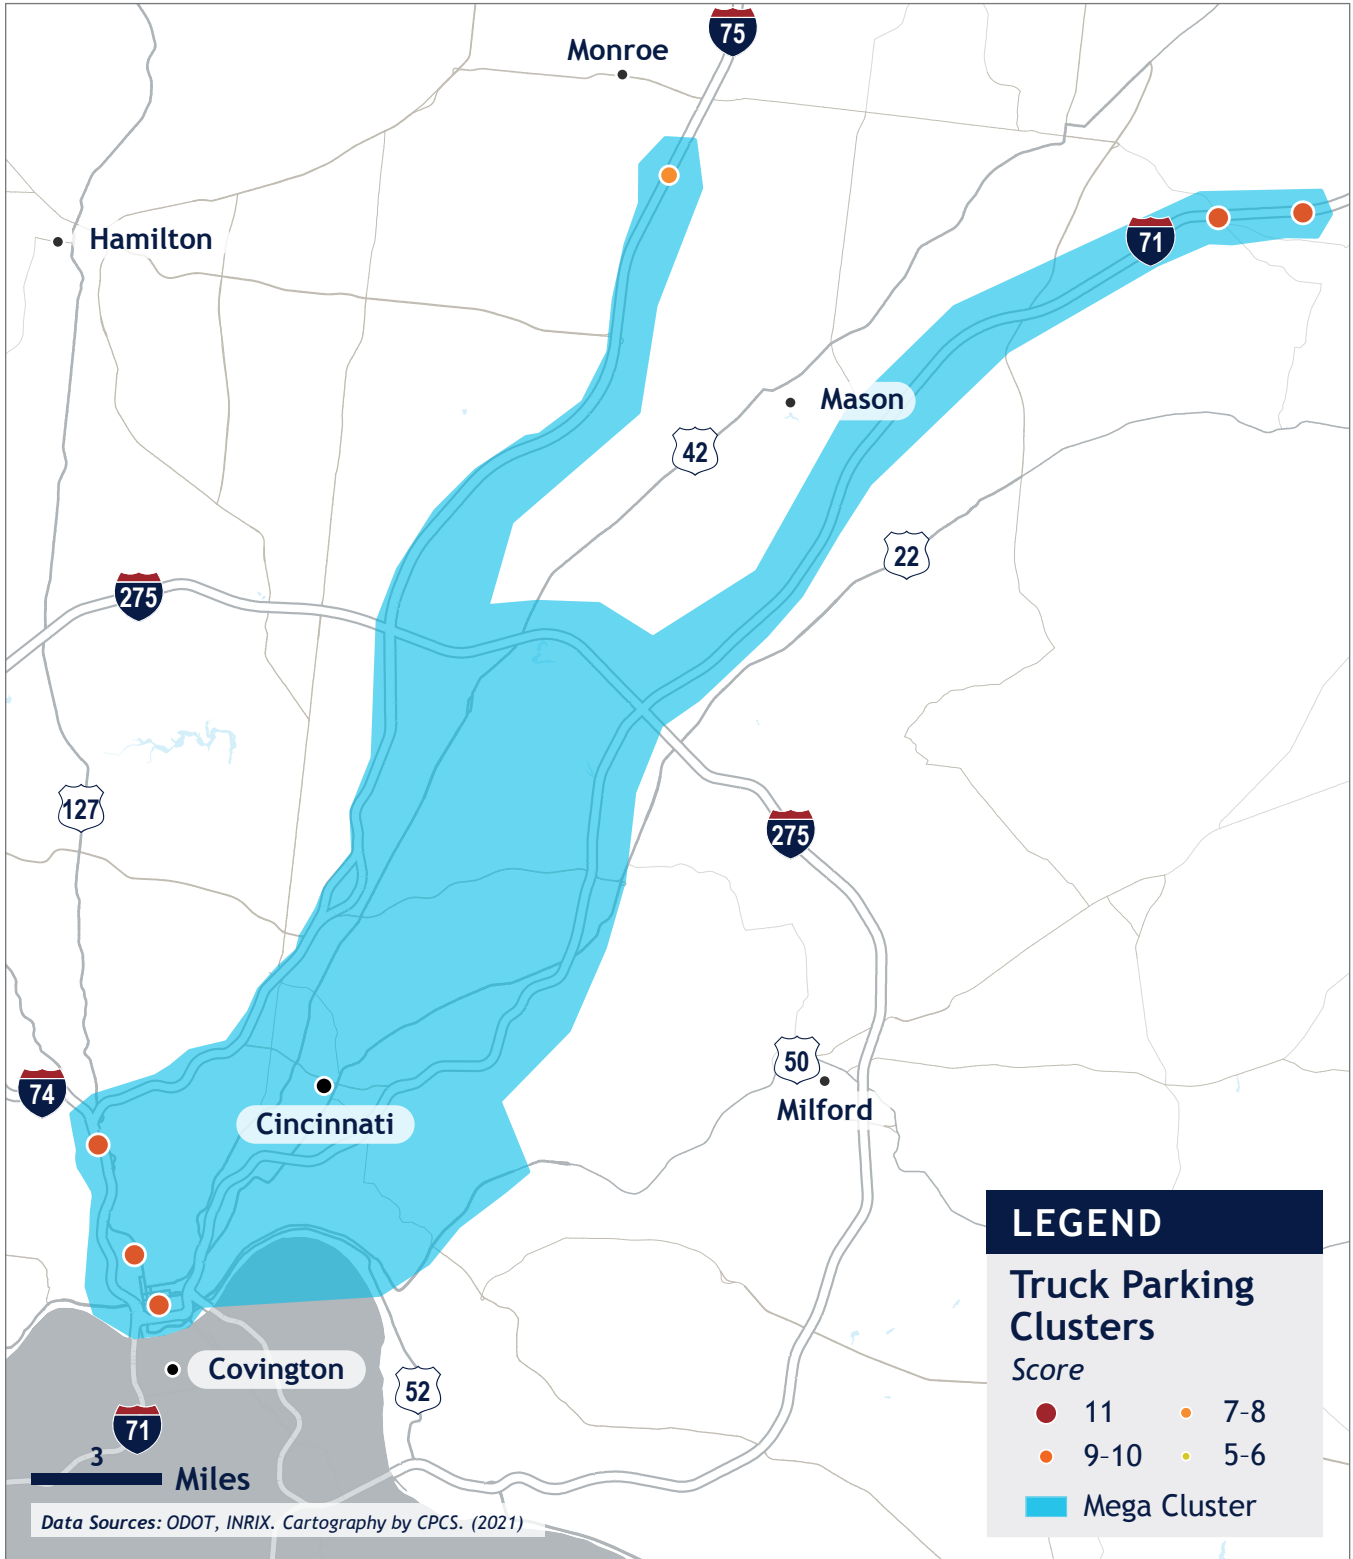 75
Monroe
71
Hamilton
Mason
42
22
275
127
275
50
74
Milford
Cincinnati
LEGEND
Truck Parking
Clusters
Score
11
7-8
9-10
5-6
Mega Cluster
Covington
52
71
3
Miles
Data Sources: ODOT, INRIX. Cartography by CPCS. (2021)